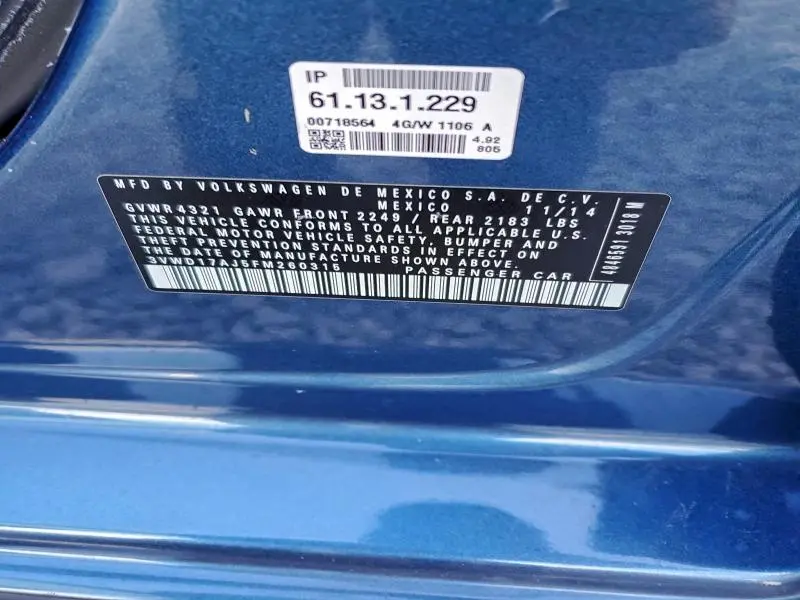 IP
61.13.1.229
00718564 4G/W 1106 A
4.92
805
MFD BY VOLKSWAGEN DE MEXICO S.A. DE C.V.
MEXICO 11/14
GVWR 4321 GAWR FRONT 2249 / REAR 2183 LBS
THIS VEHICLE CONFORMS TO ALL APPLICABLE U.S.
FEDERAL MOTOR VEHICLE SAFETY, BUMPER AND
THEFT PREVENTION STANDARDS IN EFFECT ON
THE DATE OF MANUFACTURE SHOWN ABOVE.
3VWD17AJ5FM260315 PASSENGER CAR
4846591 3018 M